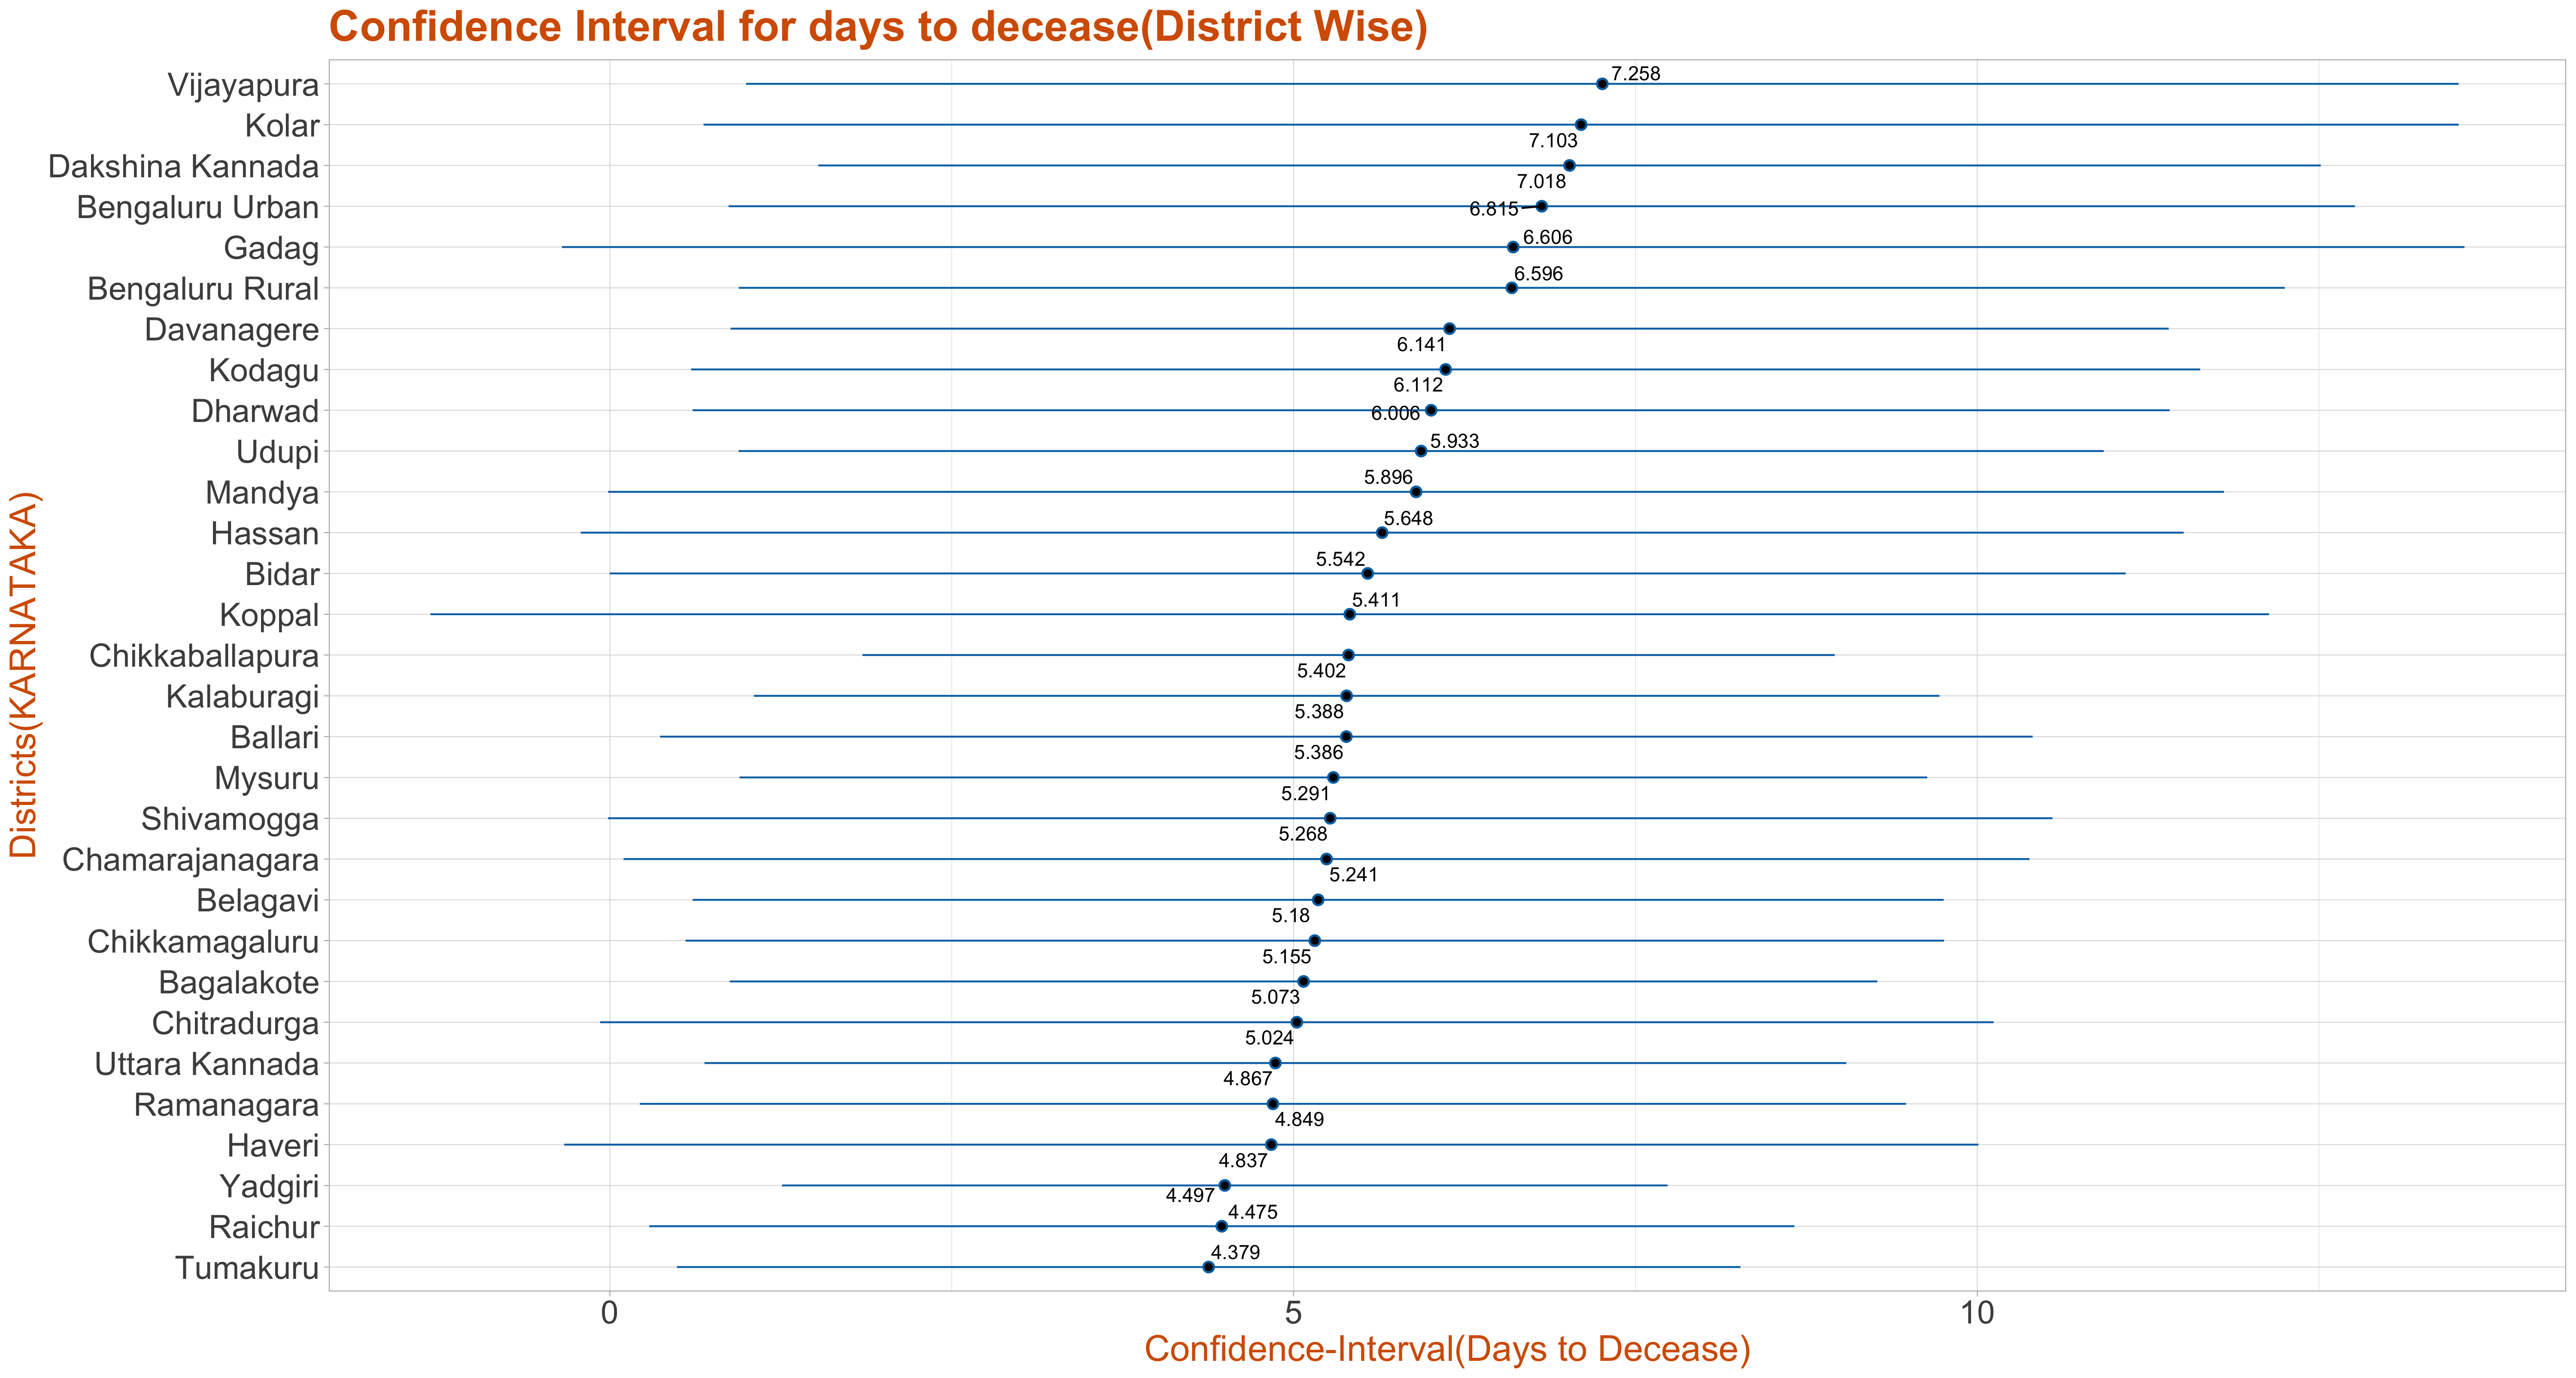 Confidence Interval for days to decease(District Wise)
Districts(KARNATAKA)
Vijayapura
7.258
Kolar
7.103
Dakshina Kannada
7.018
Bengaluru Urban
6.815
Gadag
6.606
Bengaluru Rural
6.596
Davanagere
6.141
Kodagu
6.112
Dharwad
6.006
Udupi
5.933
Mandya
5.896
Hassan
5.648
Bidar
5.542
Koppal
5.411
Chikkaballapura
5.402
Kalaburagi
5.388
Ballari
5.386
Mysuru
5.291
Shivamogga
5.268
Chamarajanagara
5.241
Belagavi
5.18
Chikkamagaluru
5.155
Bagalakote
5.073
Chitradurga
5.024
Uttara Kannada
4.867
Ramanagara
4.849
Haveri
4.837
Yadgiri
4.497
Raichur
4.475
Tumakuru
4.379
0 5 10
Confidence-Interval(Days to Decease)